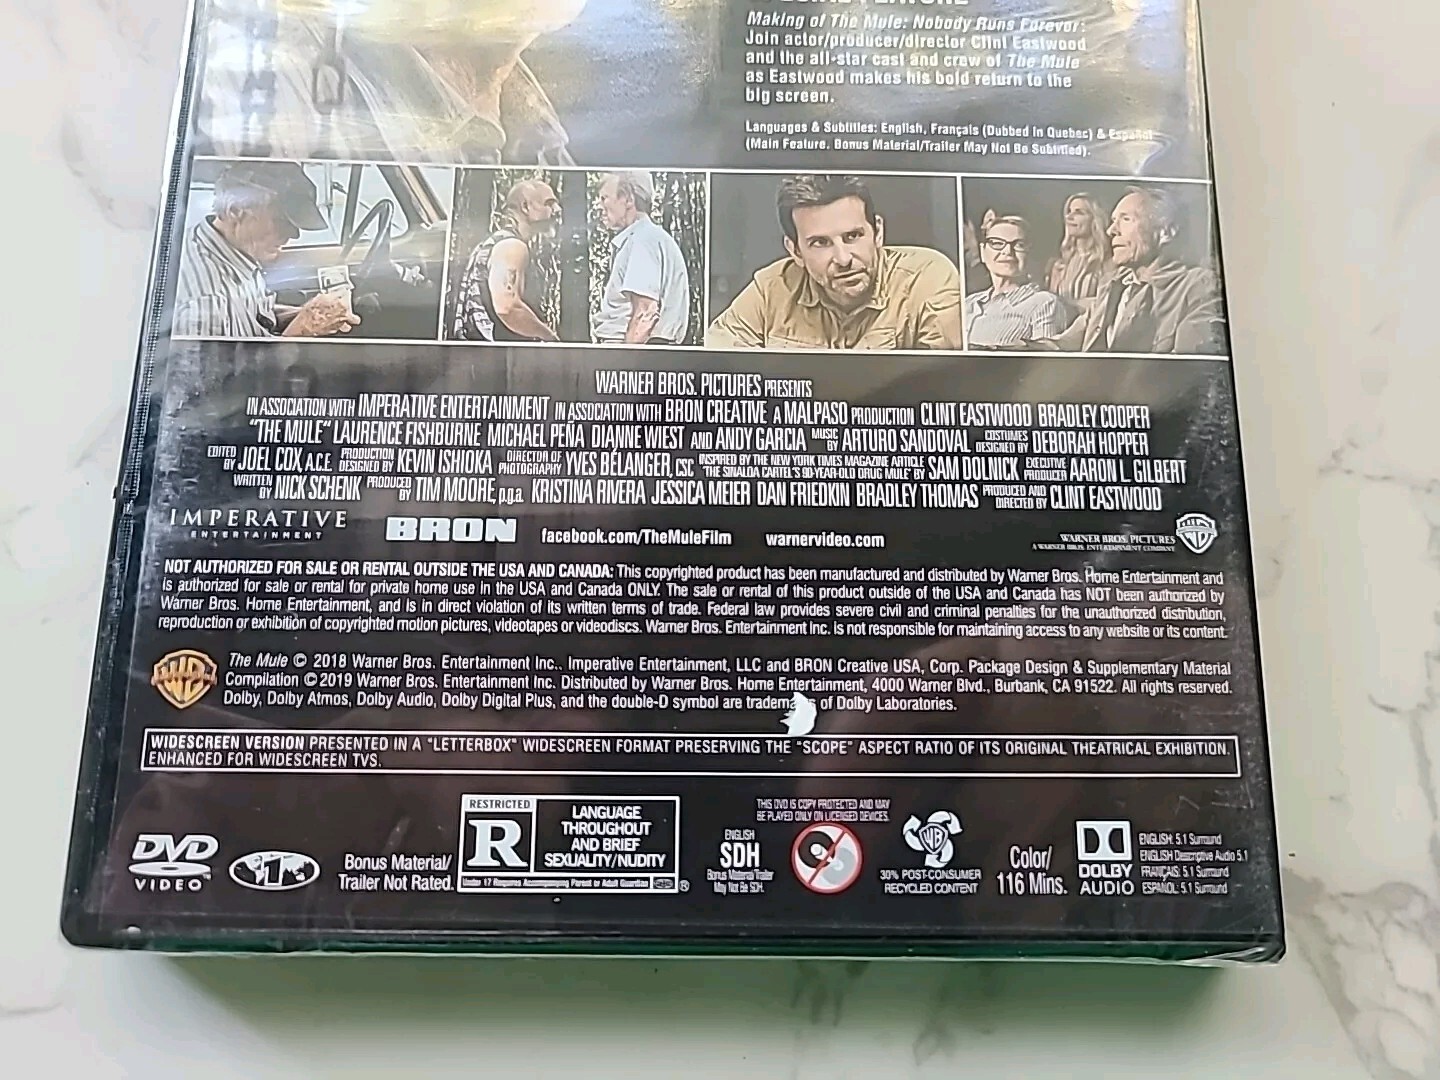 Making of The Mule: Nobody Runs Forever:
Join actor/producer/director Clint Eastwood
and the all-star cast and crew of The Mule
as Eastwood makes his bold return to the
big screen.
Languages & Subtitles: English, Français (Dubbed in Quebec) & Español
(Main Feature. Bonus Material/Trailer May Not Be Subtitled).
WARNER BROS. PICTURES PRESENTS
IN ASSOCIATION WITH IMPERATIVE ENTERTAINMENT IN ASSOCIATION WITH BRON CREATIVE A MALPASO PRODUCTION CLINT EASTWOOD BRADLEY COOPER
"THE MULE" LAURENCE FISHBURNE MICHAEL PEÑA DIANNE WIEST AND ANDY GARCIA MUSIC BY ARTURO SANDOVAL COSTUMES DESIGNED BY DEBORAH HOPPER
EDITED BY JOEL COX, A.C.E. PRODUCTION DESIGNED BY KEVIN ISHIOKA DIRECTOR OF PHOTOGRAPHY YVES BÉLANGER, CSC INSPIRED BY THE NEW YORK TIMES MAGAZINE ARTICLE "THE SINALOA CARTEL'S 90-YEAR-OLD DRUG MULE" BY SAM DOLNICK EXECUTIVE PRODUCER AARON L. GILBERT
WRITTEN BY NICK SCHENK PRODUCED BY TIM MOORE, p.g.a. KRISTINA RIVERA JESSICA MEIER DAN FRIEDKIN BRADLEY THOMAS PRODUCED AND DIRECTED BY CLINT EASTWOOD
IMPERATIVE
ENTERTAINMENT
BRON
facebook.com/TheMuleFilm
warnervideo.com
WARNER BROS. PICTURES
A WARNER BROS. ENTERTAINMENT COMPANY
NOT AUTHORIZED FOR SALE OR RENTAL OUTSIDE THE USA AND CANADA: This copyrighted product has been manufactured and distributed by Warner Bros. Home Entertainment and
is authorized for sale or rental for private home use in the USA and Canada ONLY. The sale or rental of this product outside of the USA and Canada has NOT been authorized by
Warner Bros. Home Entertainment, and is in direct violation of its written terms of trade. Federal law provides severe civil and criminal penalties for the unauthorized distribution,
reproduction or exhibition of copyrighted motion pictures, videotapes or videodiscs. Warner Bros. Entertainment Inc. is not responsible for maintaining access to any website or its content.
The Mule © 2018 Warner Bros. Entertainment Inc., Imperative Entertainment, LLC and BRON Creative USA, Corp. Package Design & Supplementary Material
Compilation © 2019 Warner Bros. Entertainment Inc. Distributed by Warner Bros. Home Entertainment, 4000 Warner Blvd., Burbank, CA 91522. All rights reserved.
Dolby, Dolby Atmos, Dolby Audio, Dolby Digital Plus, and the double-D symbol are trademarks of Dolby Laboratories.
WIDESCREEN VERSION PRESENTED IN A "LETTERBOX" WIDESCREEN FORMAT PRESERVING THE "SCOPE" ASPECT RATIO OF ITS ORIGINAL THEATRICAL EXHIBITION.
ENHANCED FOR WIDESCREEN TVS.
DVD
VIDEO
1
Bonus Material/
Trailer Not Rated.
RESTRICTED
R
LANGUAGE
THROUGHOUT
AND BRIEF
SEXUALITY/NUDITY
Under 17 Requires Accompanying Parent or Adult Guardian
®
THIS DVD IS COPY PROTECTED AND MAY
BE PLAYED ONLY ON LICENSED DEVICES.
ENGLISH
SDH
Bonus Material/Trailer
May Not Be SDH.
30% POST-CONSUMER
RECYCLED CONTENT
Color/
116 Mins.
DOLBY
AUDIO
ENGLISH: 5.1 Surround
ENGLISH Descriptive Audio 5.1
FRANÇAIS: 5.1 Surround
ESPAÑOL: 5.1 Surround